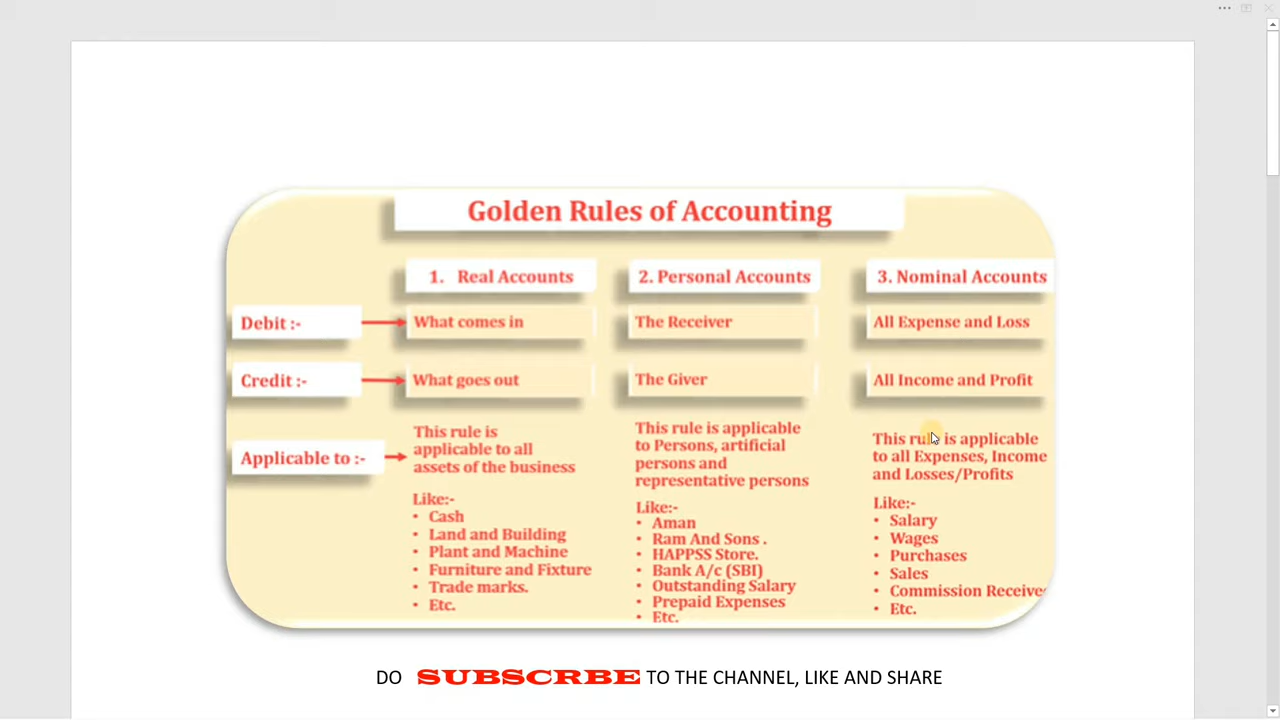 Golden Rules of Accounting
1. Real Accounts
2. Personal Accounts
3. Nominal Accounts
Debit :-
What comes in
The Receiver
All Expense and Loss
Credit :-
What goes out
The Giver
All Income and Profit
Applicable to :-
This rule is
applicable to all
assets of the business
Like:-
• Cash
• Land and Building
• Plant and Machine
• Furniture and Fixture
• Trade marks.
• Etc.
This rule is applicable
to Persons, artificial
persons and
representative persons
Like:-
• Aman
• Ram And Sons .
• HAPPSS Store.
• Bank A/c (SBI)
• Outstanding Salary
• Prepaid Expenses
• Etc.
This rule is applicable
to all Expenses, Income
and Losses/Profits
Like:-
• Salary
• Wages
• Purchases
• Sales
• Commission Receive
• Etc.
DO SUBSCRBE TO THE CHANNEL, LIKE AND SHARE